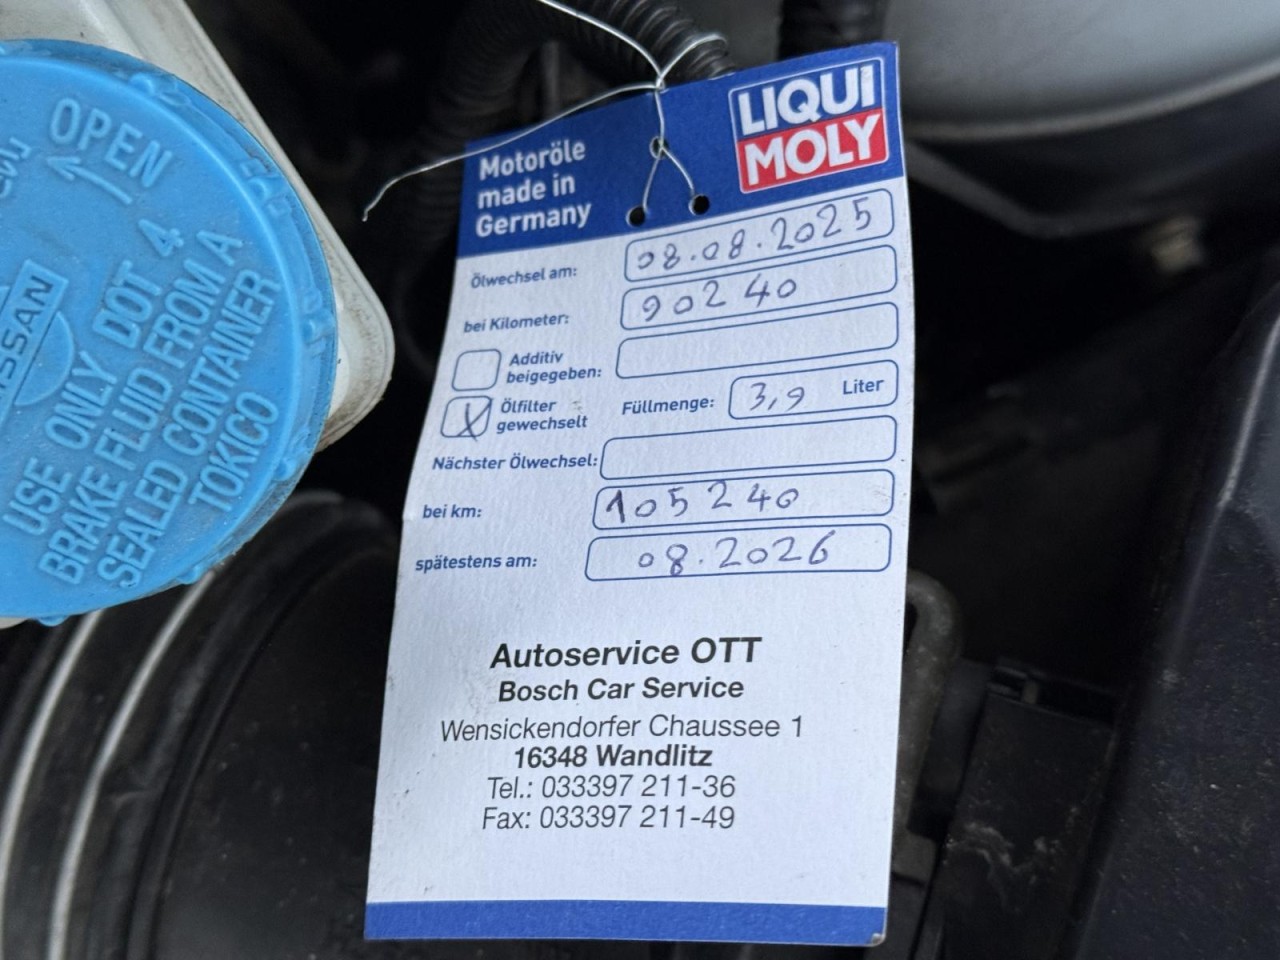 OPEN
NISSAN
USE ONLY DOT 4
BRAKE FLUID FROM A
SEALED CONTAINER
TOKICO
Motoröle
made in
Germany
LIQUI
MOLY
Ölwechsel am: 08.08.2025
bei Kilometer: 90240
Additiv
beigegeben:
X Ölfilter
gewechselt
Füllmenge: 3,9 Liter
Nächster Ölwechsel:
bei km: 105240
spätestens am: 08.2026
Autoservice OTT
Bosch Car Service
Wensickendorfer Chaussee 1
16348 Wandlitz
Tel.: 033397 211-36
Fax: 033397 211-49